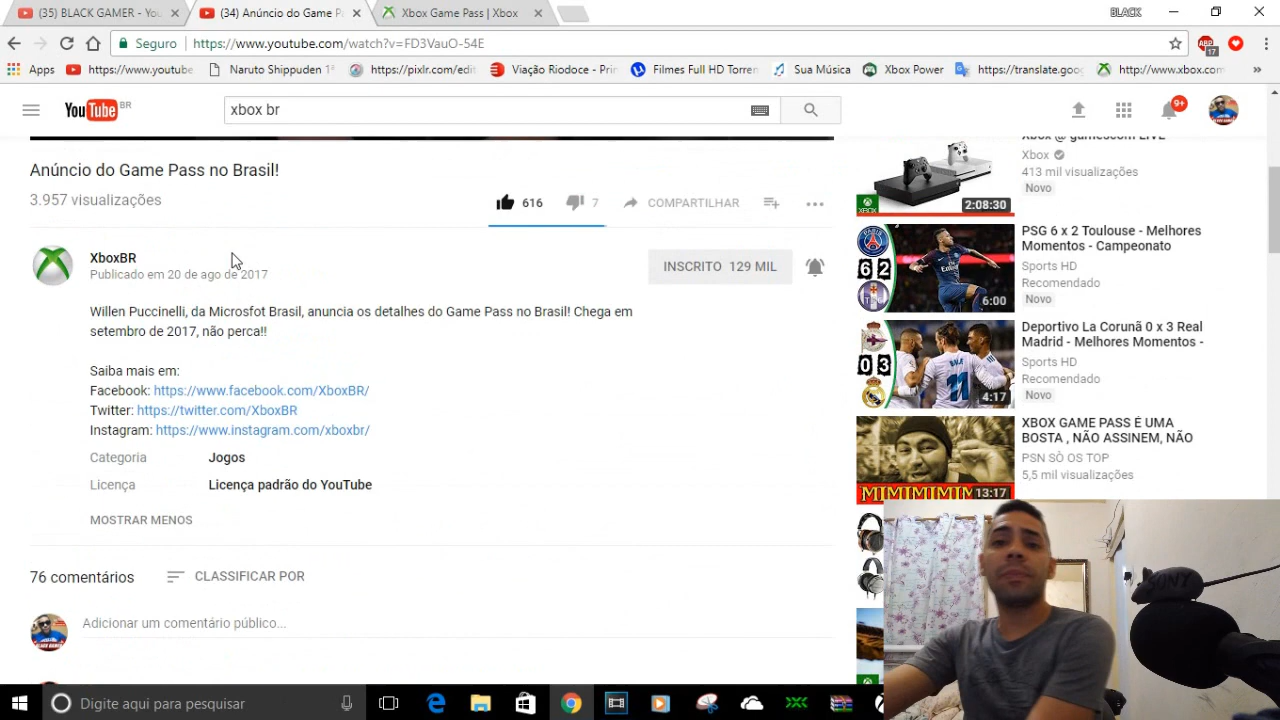 (35) BLACK GAMER - You
(34) Anúncio do Game Pa
Xbox Game Pass | Xbox
BLACK
Seguro
https://www.youtube.com/watch?v=FD3VauO-54E
ABP
17
Apps
https://www.youtube
Naruto Shippuden 1ª
https://pixlr.com/edit
Viação Riodoce - Prin
Filmes Full HD Torren
Sua Música
Xbox Power
https://translate.goog
http://www.xbox.com
»
YouTube BR
xbox br
9+
Anúncio do Game Pass no Brasil!
3.957 visualizações
616
7
COMPARTILHAR
XboxBR
Publicado em 20 de ago de 2017
INSCRITO 129 MIL
Willen Puccinelli, da Microsfot Brasil, anuncia os detalhes do Game Pass no Brasil! Chega em
setembro de 2017, não perca!!
Saiba mais em:
Facebook: https://www.facebook.com/XboxBR/
Twitter: https://twitter.com/XboxBR
Instagram: https://www.instagram.com/xboxbr/
Categoria Jogos
Licença Licença padrão do YouTube
MOSTRAR MENOS
76 comentários
CLASSIFICAR POR
Adicionar um comentário público...
Xbox @ gamescom LIVE
Xbox
413 mil visualizações
Novo
XBOX
2:08:30
PSG 6 x 2 Toulouse - Melhores
Momentos - Campeonato
Sports HD
Recomendado
Novo
6 2
6:00
Deportivo La Corunã 0 x 3 Real
Madrid - Melhores Momentos -
Sports HD
Recomendado
Novo
0 3
4:17
XBOX GAME PASS É UMA
BOSTA , NÃO ASSINEM, NÃO
PSN SÒ OS TOP
5,5 mil visualizações
MIMIMIMIM
13:17
SONY
Digite aqui para pesquisar